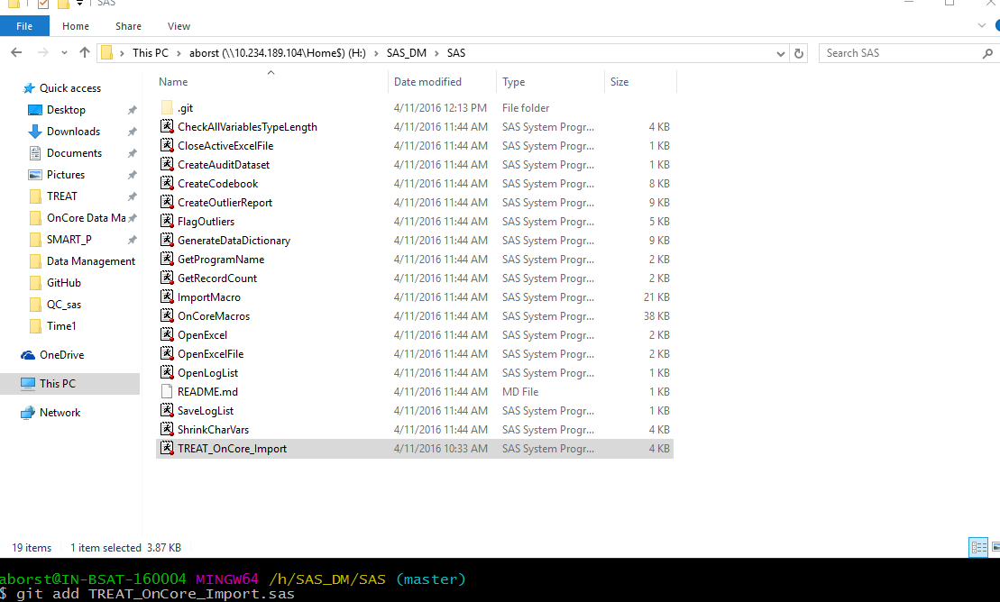 SAS
File Home Share View
This PC > aborst (\\10.234.189.104\Home$) (H:) > SAS_DM > SAS
Search SAS
Quick access
Desktop
Downloads
Documents
Pictures
TREAT
OnCore Data Ma
SMART_P
Data Management
GitHub
QC_sas
Time1
OneDrive
This PC
Network
Name Date modified Type Size
.git 4/11/2016 12:13 PM File folder
CheckAllVariablesTypeLength 4/11/2016 11:44 AM SAS System Progr... 4 KB
CloseActiveExcelFile 4/11/2016 11:44 AM SAS System Progr... 1 KB
CreateAuditDataset 4/11/2016 11:44 AM SAS System Progr... 1 KB
CreateCodebook 4/11/2016 11:44 AM SAS System Progr... 8 KB
CreateOutlierReport 4/11/2016 11:44 AM SAS System Progr... 9 KB
FlagOutliers 4/11/2016 11:44 AM SAS System Progr... 5 KB
GenerateDataDictionary 4/11/2016 11:44 AM SAS System Progr... 9 KB
GetProgramName 4/11/2016 11:44 AM SAS System Progr... 2 KB
GetRecordCount 4/11/2016 11:44 AM SAS System Progr... 2 KB
ImportMacro 4/11/2016 11:44 AM SAS System Progr... 21 KB
OnCoreMacros 4/11/2016 11:44 AM SAS System Progr... 38 KB
OpenExcel 4/11/2016 11:44 AM SAS System Progr... 2 KB
OpenExcelFile 4/11/2016 11:44 AM SAS System Progr... 2 KB
OpenLogList 4/11/2016 11:44 AM SAS System Progr... 1 KB
README.md 4/11/2016 11:44 AM MD File 1 KB
SaveLogList 4/11/2016 11:44 AM SAS System Progr... 1 KB
ShrinkCharVars 4/11/2016 11:44 AM SAS System Progr... 4 KB
TREAT_OnCore_Import 4/11/2016 10:33 AM SAS System Progr... 4 KB
19 items 1 item selected 3.87 KB
aborst@IN-BSAT-160004 MINGW64 /h/SAS_DM/SAS (master)
$ git add TREAT_OnCore_Import.sas